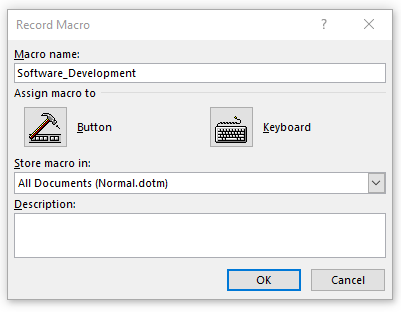 Record Macro
Macro name:
Software_Development
Assign macro to
Button
Keyboard
Store macro in:
All Documents (Normal.dotm)
Description:
OK
Cancel